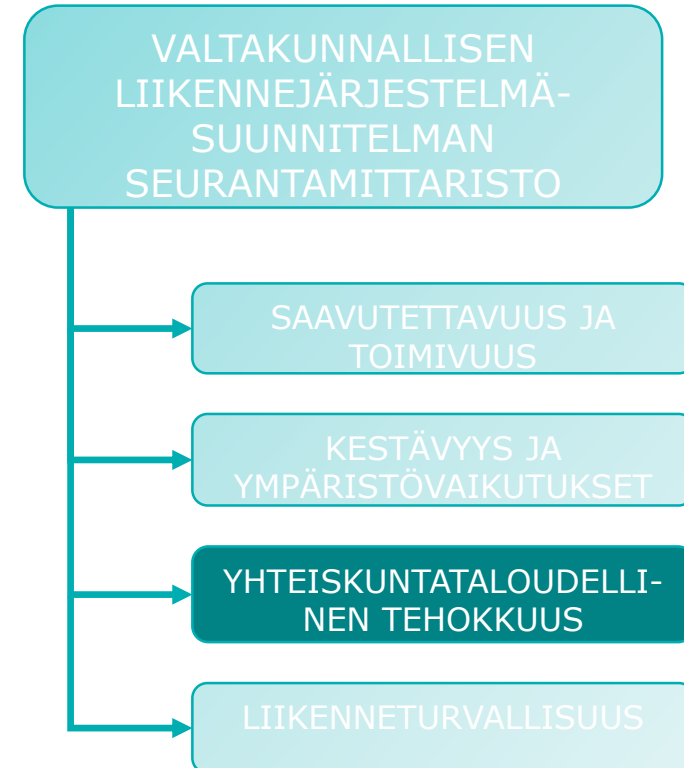 VALTAKUNNALLISEN
LIIKENNEJÄRJESTELMÄ-
SUUNNITELMAN
SEURANTAMITTARISTO
SAAVUTETTAVUUS JA
TOIMIVUUS
KESTÄVYYS JA
YMPÄRISTÖVAIKUTUKSET
YHTEISKUNTATALOUDELLI-
NEN TEHOKKUUS
LIIKENNETURVALLISUUS